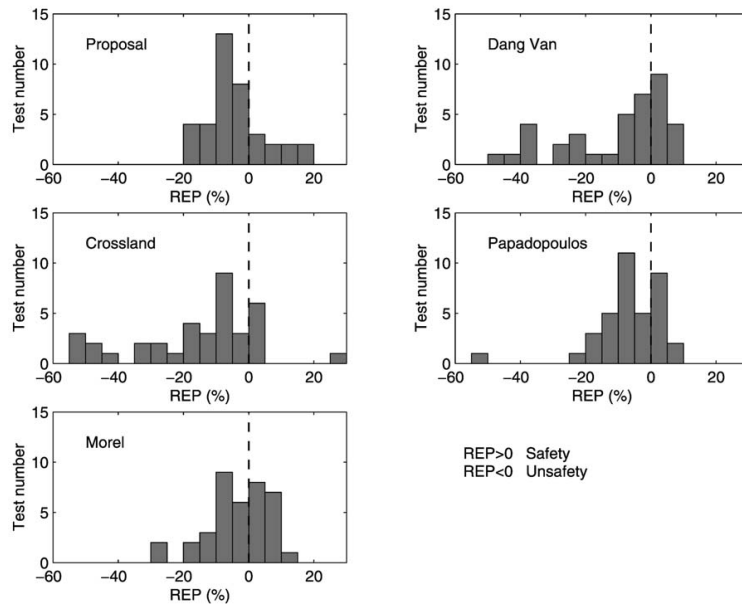 15
10
5
0
Test number
Proposal
−60 −40 −20 0 20
REP (%)
15
10
5
0
Test number
Dang Van
−60 −40 −20 0 20
REP (%)
15
10
5
0
Test number
Crossland
−60 −40 −20 0 20
REP (%)
15
10
5
0
Test number
Papadopoulos
−60 −40 −20 0 20
REP (%)
15
10
5
0
Test number
Morel
−60 −40 −20 0 20
REP (%)
REP>0 Safety
REP<0 Unsafety